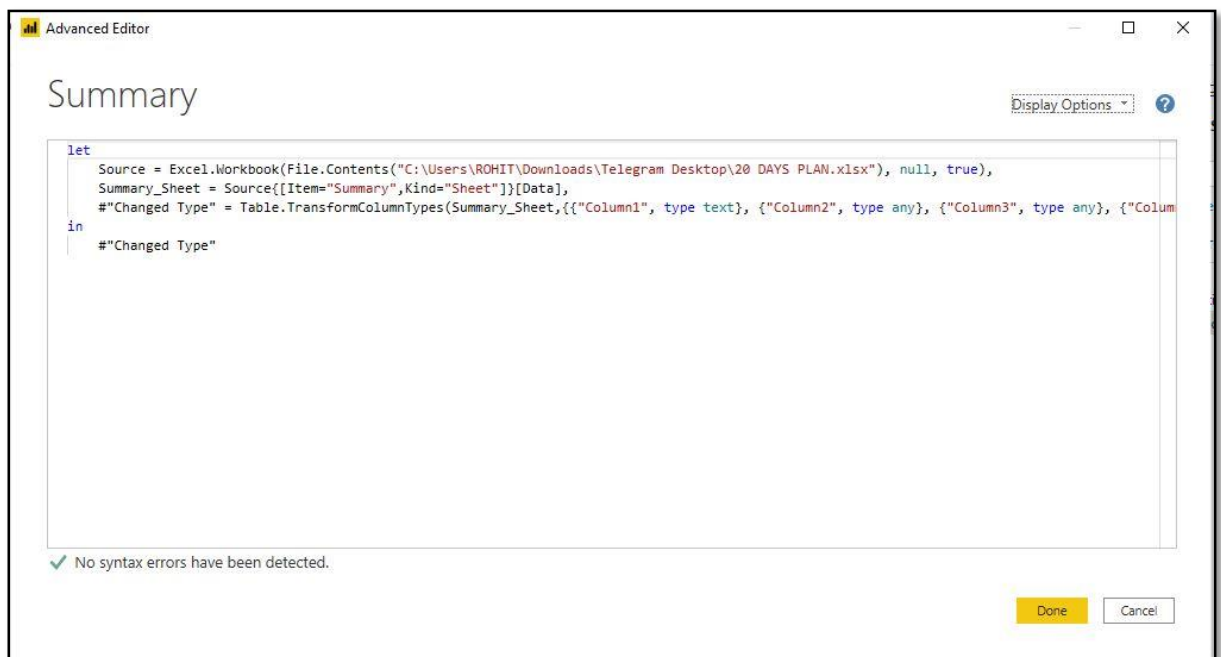 Advanced Editor
Summary
Display Options
let
Source = Excel.Workbook(File.Contents("C:\Users\ROHIT\Downloads\Telegram Desktop\20 DAYS PLAN.xlsx"), null, true),
Summary_Sheet = Source{[Item="Summary",Kind="Sheet"]}[Data],
#"Changed Type" = Table.TransformColumnTypes(Summary_Sheet,{{"Column1", type text}, {"Column2", type any}, {"Column3", type any}, {"Colum
in
#"Changed Type"
No syntax errors have been detected.
Done Cancel